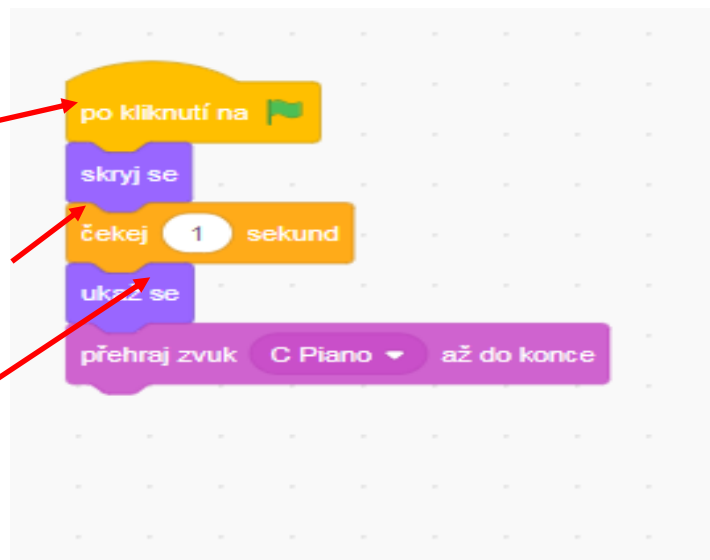 po kliknutí na
skryj se
čekej 1 sekund
ukaž se
přehraj zvuk C Piano až do konce